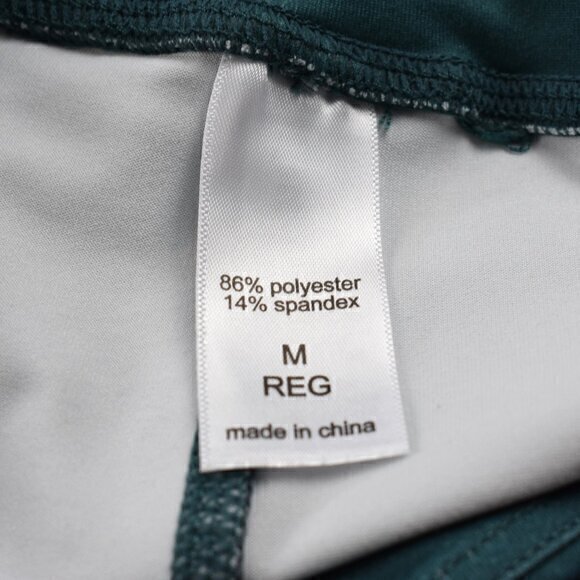 86% polyester
14% spandex
M
REG
made in china